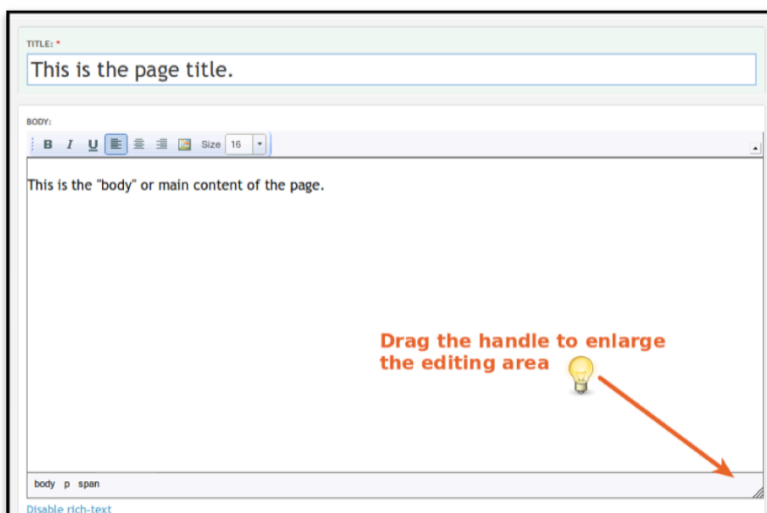 TITLE: *
This is the page title.
BODY:
B I U Size 16
This is the "body" or main content of the page.
Drag the handle to enlarge
the editing area
body p span
Disable rich-text